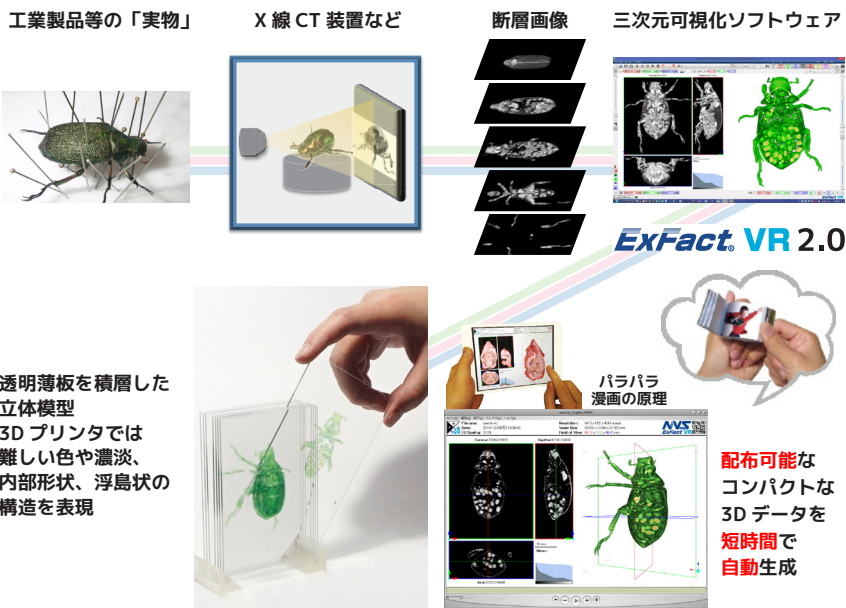 工業製品等の「実物」
X 線 CT 装置など
断層画像
三次元可視化ソフトウェア
ExFact VR
ExFact. VR 2.0
透明薄板を積層した
立体模型
3D プリンタでは
難しい色や濃淡、
内部形状、浮島状の
構造を表現
パラパラ
漫画の原理
NVS
ExFact VR
配布可能な
コンパクトな
3D データを
短時間で
自動生成